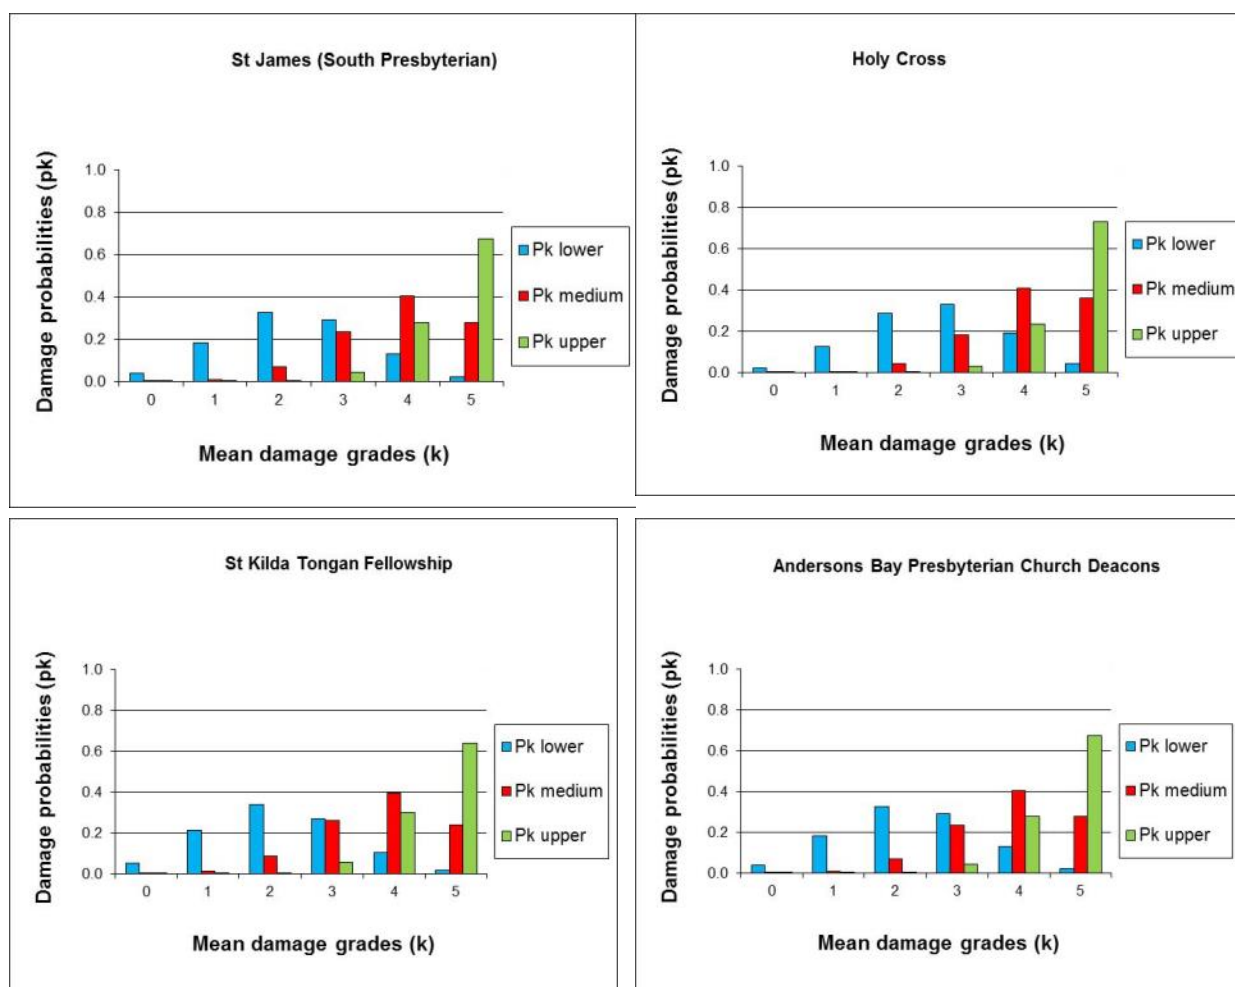 St James (South Presbyterian)
Damage probabilities (pk)
1.0
0.8
0.6
0.4
0.2
0.0
0 1 2 3 4 5
Mean damage grades (k)
Pk lower
Pk medium
Pk upper
Holy Cross
Damage probabilities (pk)
1.0
0.8
0.6
0.4
0.2
0.0
0 1 2 3 4 5
Mean damage grades (k)
Pk lower
Pk medium
Pk upper
St Kilda Tongan Fellowship
Damage probabilities (pk)
1.0
0.8
0.6
0.4
0.2
0.0
0 1 2 3 4 5
Mean damage grades (k)
Pk lower
Pk medium
Pk upper
Andersons Bay Presbyterian Church Deacons
Damage probabilities (pk)
1.0
0.8
0.6
0.4
0.2
0.0
0 1 2 3 4 5
Mean damage grades (k)
Pk lower
Pk medium
Pk upper